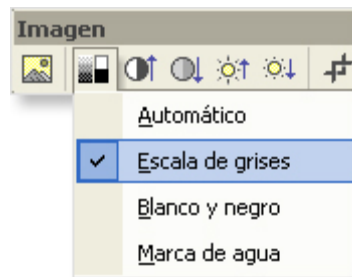 Imagen
Automático
Escala de grises
Blanco y negro
Marca de agua